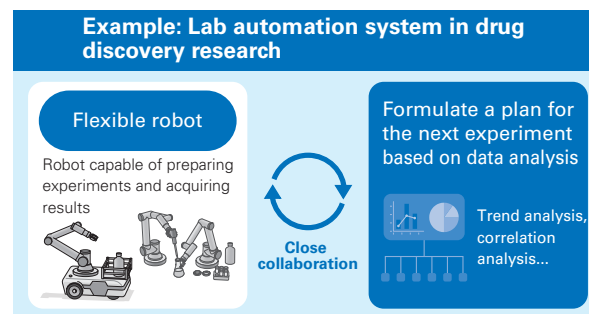 Example: Lab automation system in drug
discovery research
Flexible robot
Robot capable of preparing
experiments and acquiring
results
Close
collaboration
Formulate a plan for
the next experiment
based on data analysis
Trend analysis,
correlation
analysis...